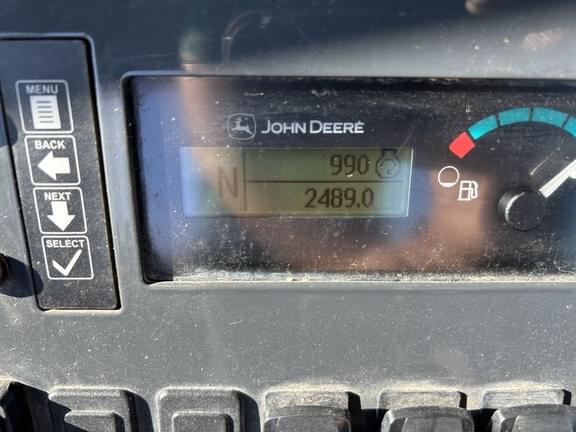 MENU
BACK
NEXT
SELECT
JOHN DEERE
N
990
2489.0